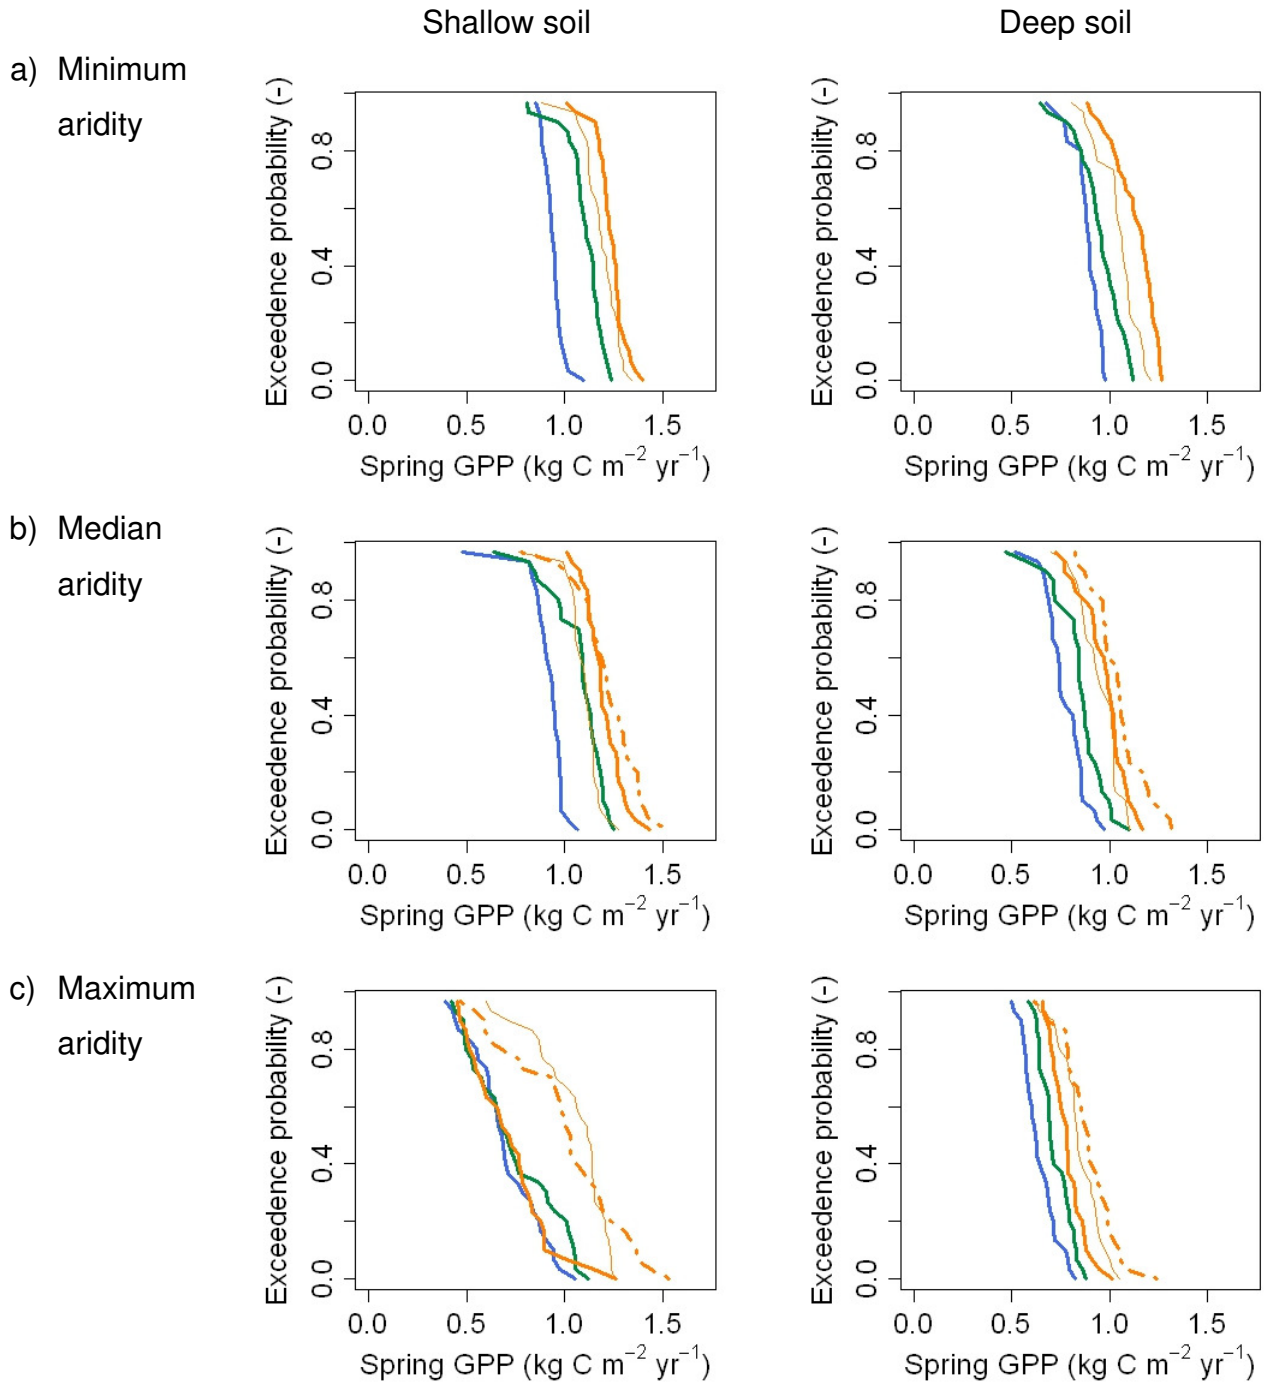 Shallow soil Deep soil
a) Minimum
aridity
Exceedence probability (-)
0.8
0.4
0.0
0.0 0.5 1.0 1.5
Spring GPP (kg C m⁻² yr⁻¹)
Exceedence probability (-)
0.8
0.4
0.0
0.0 0.5 1.0 1.5
Spring GPP (kg C m⁻² yr⁻¹)
b) Median
aridity
Exceedence probability (-)
0.8
0.4
0.0
0.0 0.5 1.0 1.5
Spring GPP (kg C m⁻² yr⁻¹)
Exceedence probability (-)
0.8
0.4
0.0
0.0 0.5 1.0 1.5
Spring GPP (kg C m⁻² yr⁻¹)
c) Maximum
aridity
Exceedence probability (-)
0.8
0.4
0.0
0.0 0.5 1.0 1.5
Spring GPP (kg C m⁻² yr⁻¹)
Exceedence probability (-)
0.8
0.4
0.0
0.0 0.5 1.0 1.5
Spring GPP (kg C m⁻² yr⁻¹)